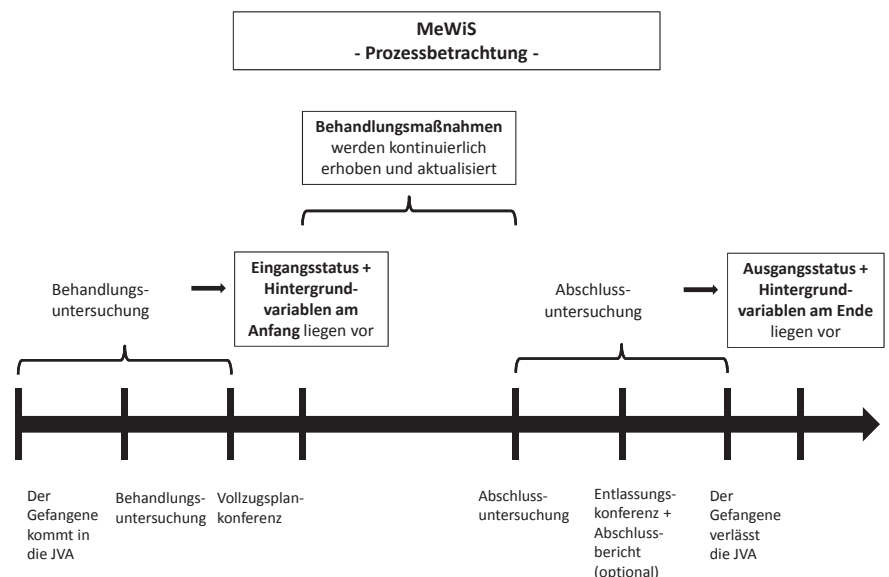 MeWiS
- Prozessbetrachtung -
Behandlungsmaßnahmen
werden kontinuierlich
erhoben und aktualisiert
Behandlungs-
untersuchung
Eingangsstatus +
Hintergrund-
variablen am
Anfang liegen vor
Abschluss-
untersuchung
Ausgangsstatus +
Hintergrund-
variablen am Ende
liegen vor
Der
Gefangene
kommt in
die JVA
Behandlungs-
untersuchung
Vollzugsplan-
konferenz
Abschluss-
untersuchung
Entlassungs-
konferenz +
Abschluss-
bericht
(optional)
Der
Gefangene
verlässt
die JVA